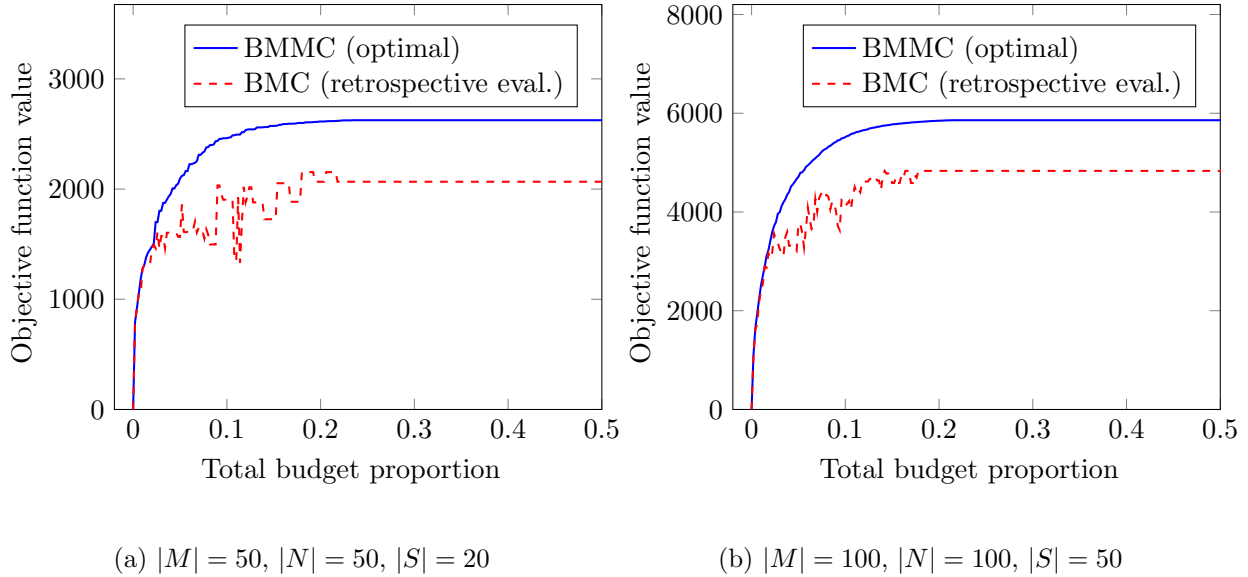 BMMC (optimal)
BMC (retrospective eval.)
Objective function value
3000
2000
1000
0
0 0.1 0.2 0.3 0.4 0.5
Total budget proportion
(a) |M| = 50, |N| = 50, |S| = 20
BMMC (optimal)
BMC (retrospective eval.)
Objective function value
8000
6000
4000
2000
0
0 0.1 0.2 0.3 0.4 0.5
Total budget proportion
(b) |M| = 100, |N| = 100, |S| = 50